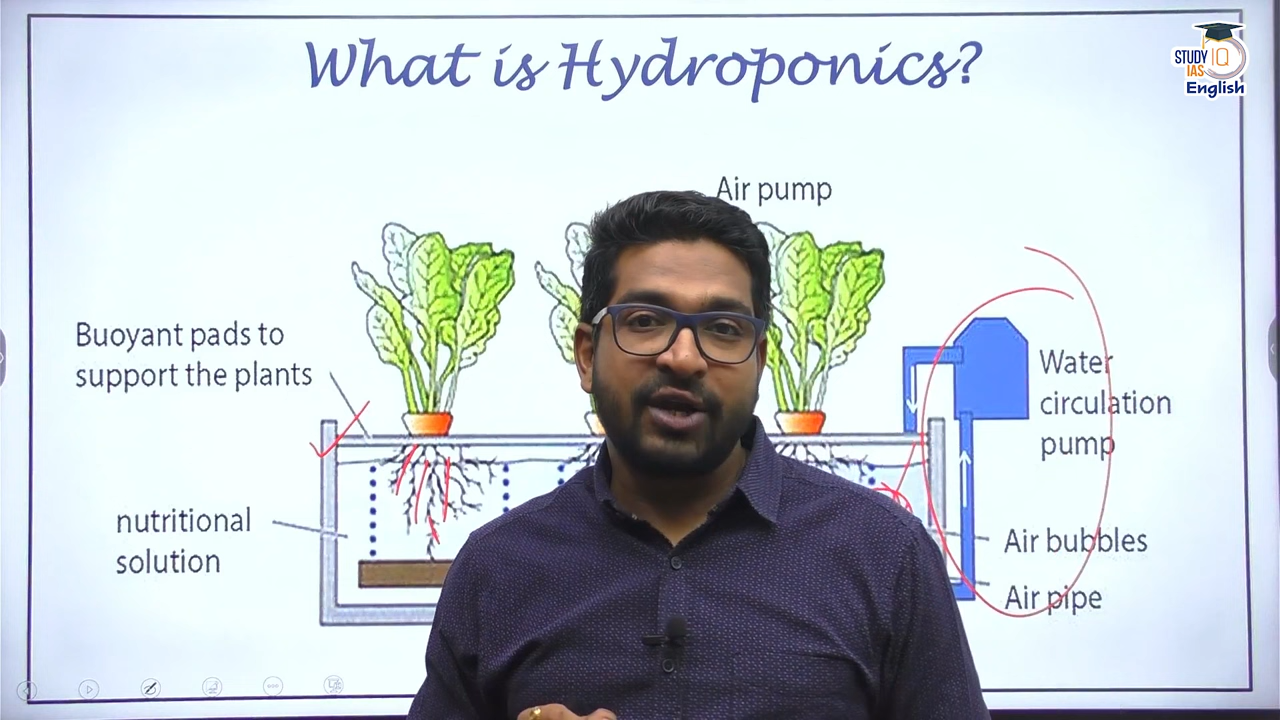 What is Hydroponics?
STUDY IQ
IAS
English
Air pump
Buoyant pads to
support the plants
Water
circulation
pump
nutritional
solution
Air bubbles
Air pipe